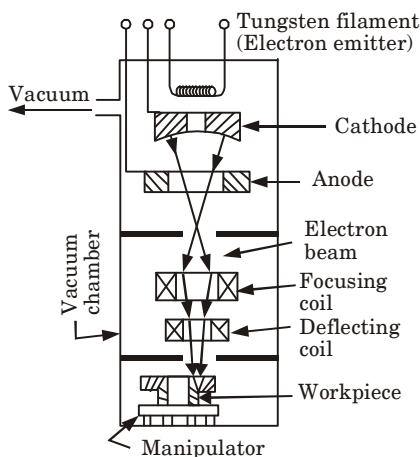 Tungsten filament
(Electron emitter)
Vacuum
Cathode
Anode
Electron
beam
Vacuum
chamber
Focusing
coil
Deflecting
coil
Workpiece
Manipulator